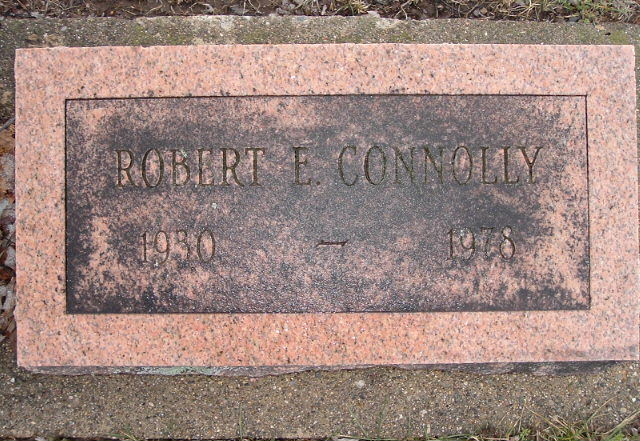 ROBERT E. CONNOLLY
1930 — 1978